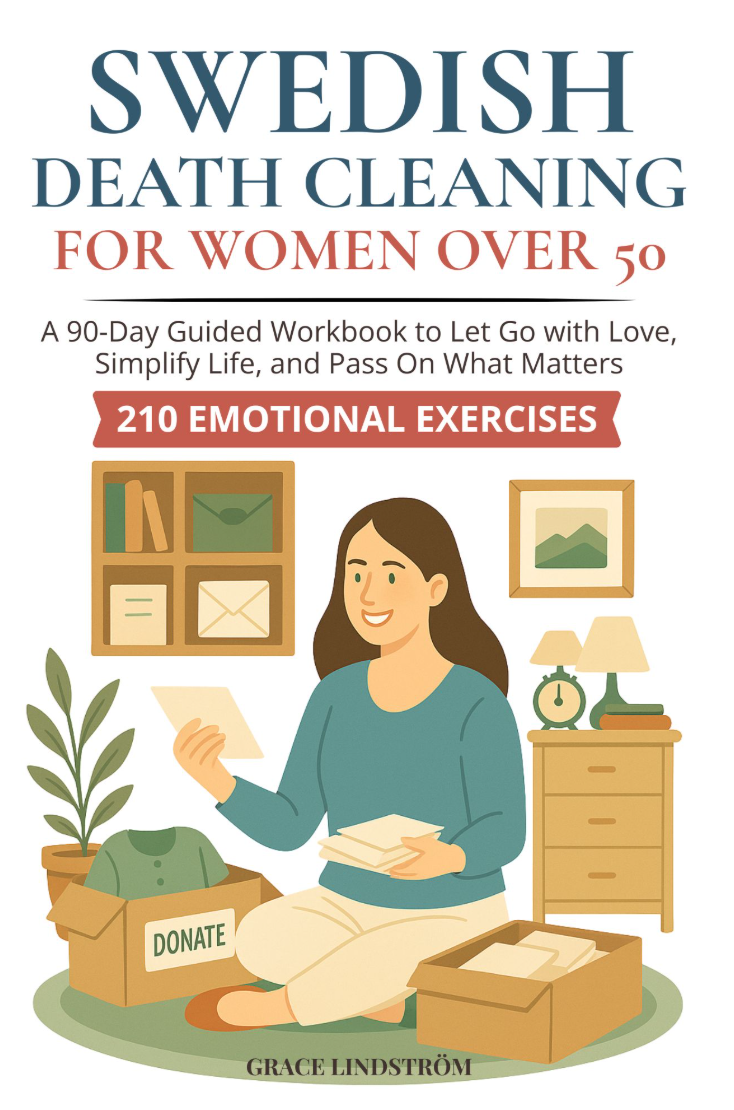 SWEDISH
DEATH CLEANING
FOR WOMEN OVER 50
A 90-Day Guided Workbook to Let Go with Love,
Simplify Life, and Pass On What Matters
210 EMOTIONAL EXERCISES
DONATE
GRACE LINDSTRÖM